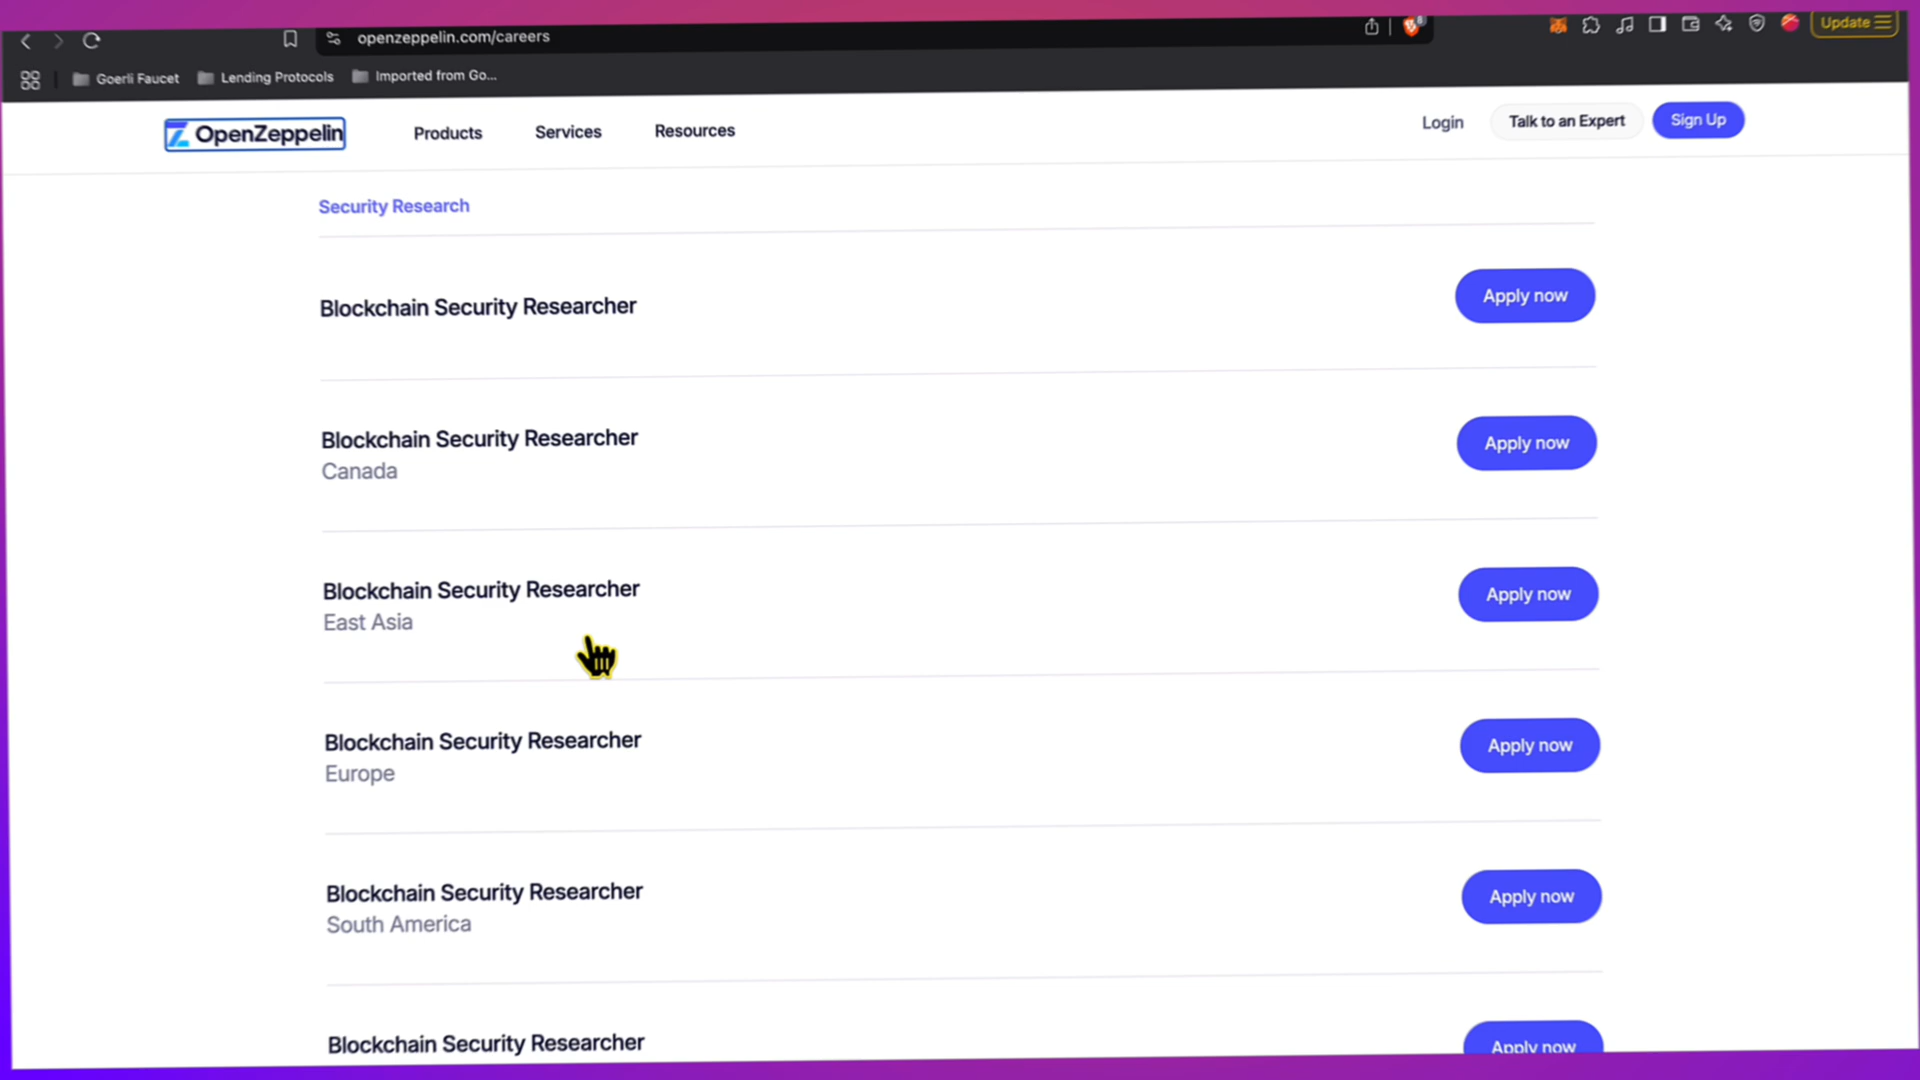 openzeppelin.com/careers
8
Update
Goerli Faucet
Lending Protocols
Imported from Go...
OpenZeppelin
Products
Services
Resources
Login
Talk to an Expert
Sign Up
Security Research
Blockchain Security Researcher
Apply now
Blockchain Security Researcher
Canada
Apply now
Blockchain Security Researcher
East Asia
Apply now
Blockchain Security Researcher
Europe
Apply now
Blockchain Security Researcher
South America
Apply now
Blockchain Security Researcher
Apply now